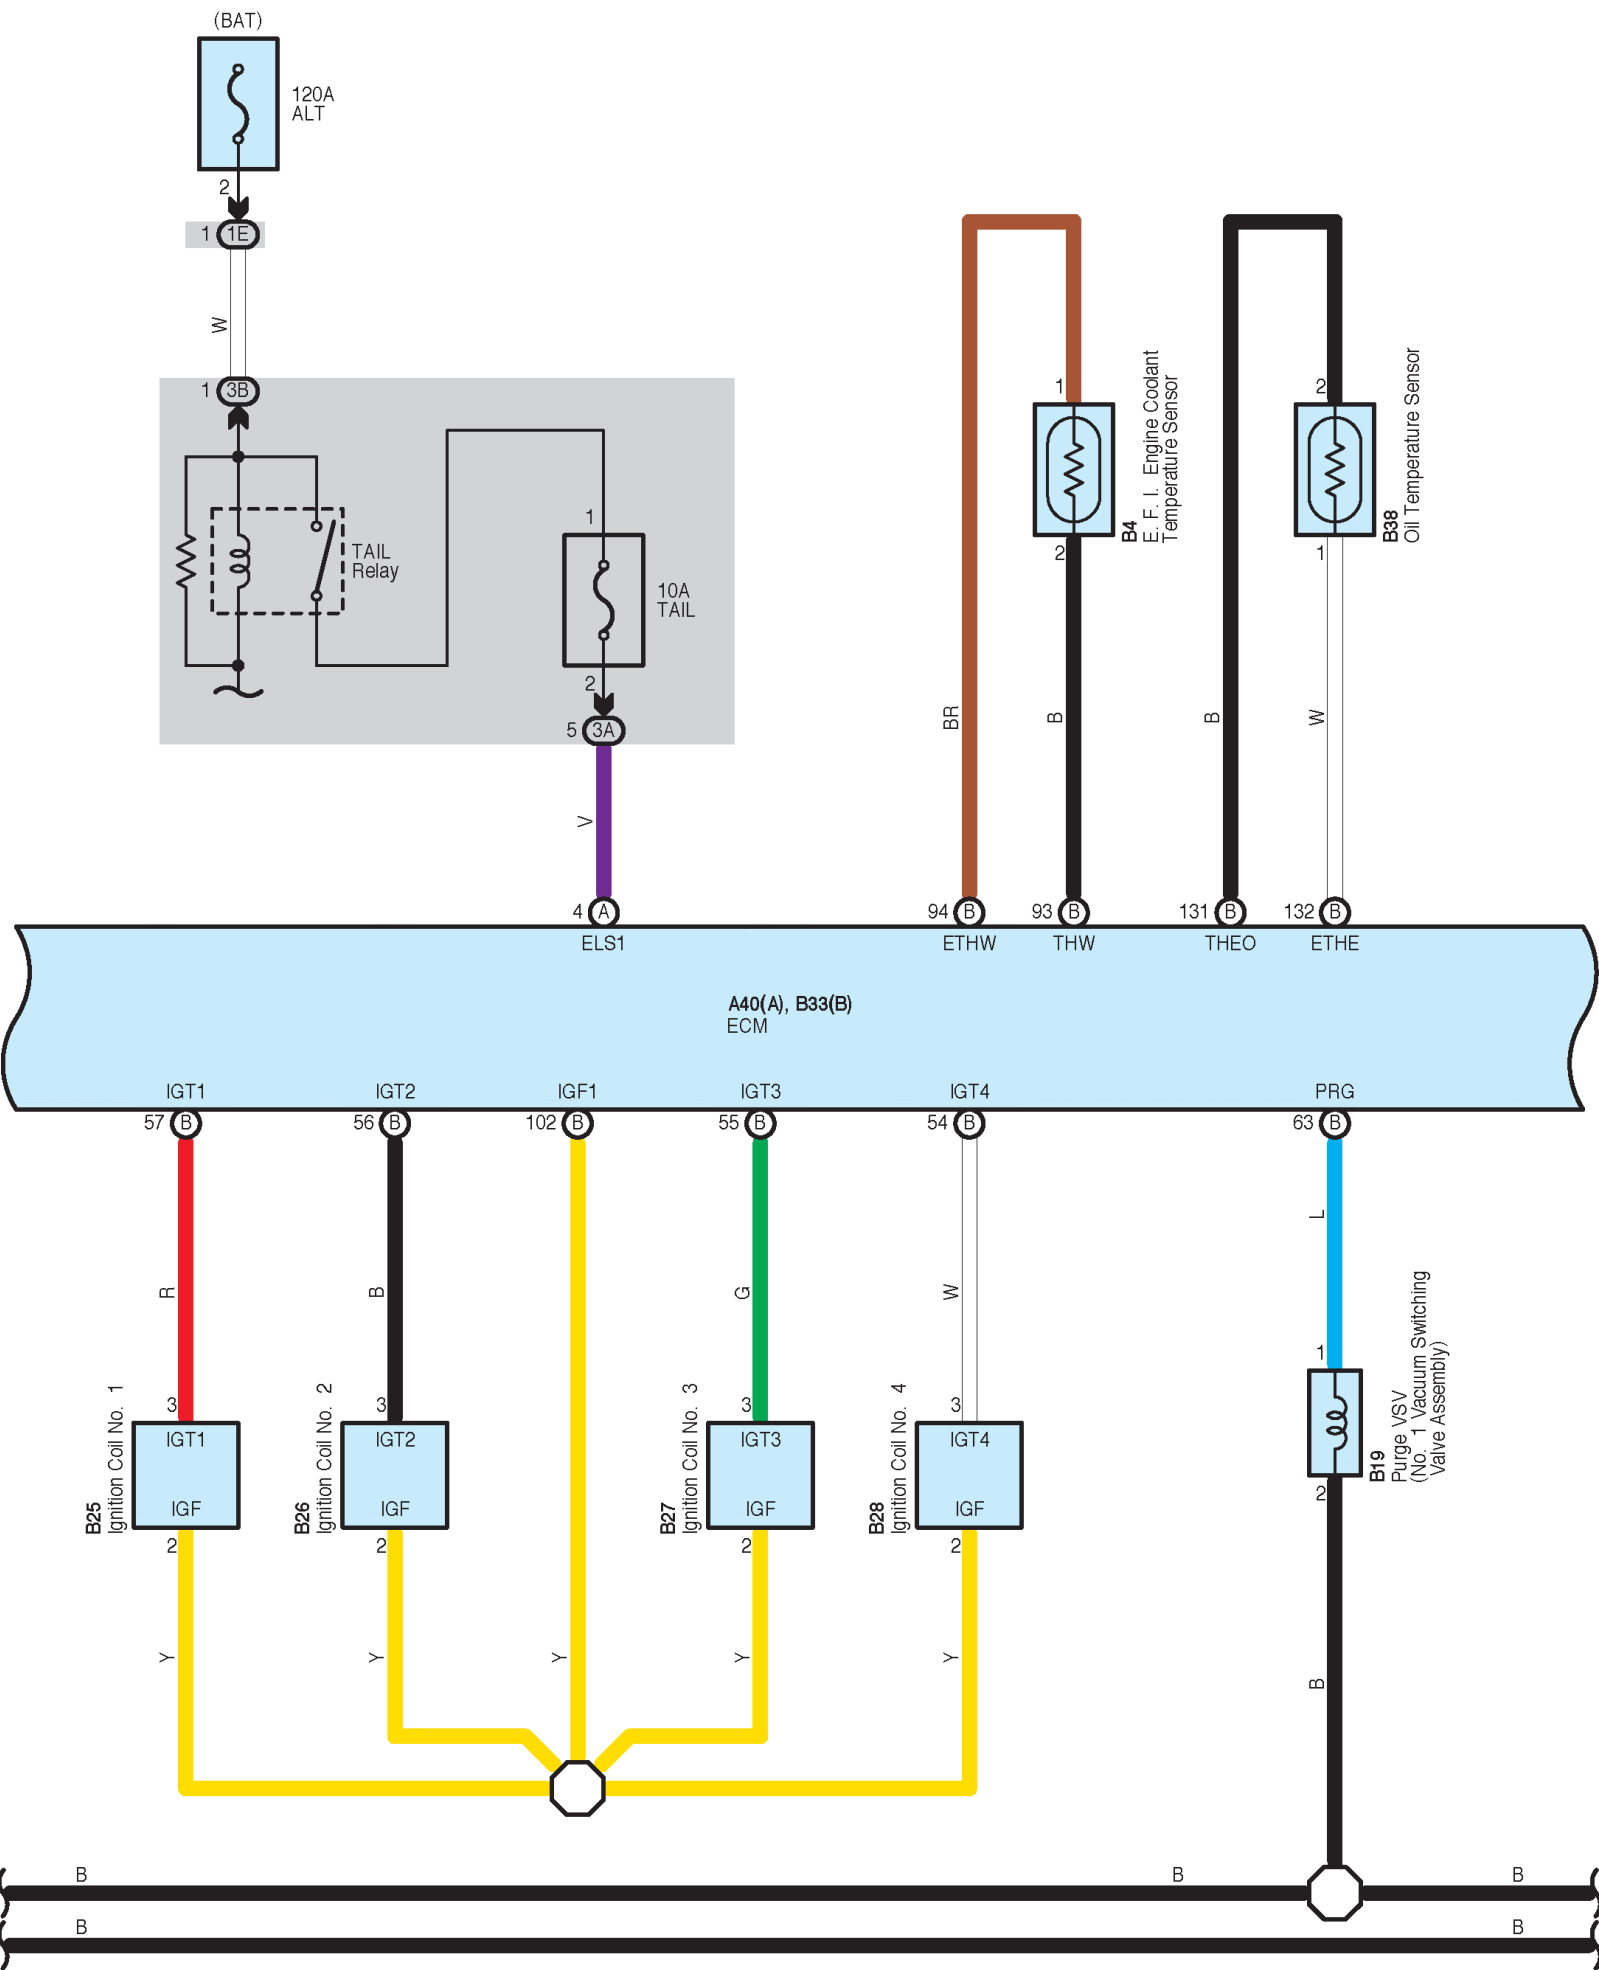 (BAT)
120A
ALT
2
1 1E
W
1 3B
TAIL
Relay
1
10A
TAIL
2
5 3A
V
BR
1
B4
E. F. I. Engine Coolant
Temperature Sensor
2
B
B
2
B38
Oil Temperature Sensor
1
W
4 A
94 B
93 B
131 B
132 B
ELS1
ETHW
THW
THEO
ETHE
A40(A), B33(B)
ECM
IGT1
IGT2
IGF1
IGT3
IGT4
PRG
57 B
56 B
102 B
55 B
54 B
63 B
R
B
G
W
L
3
3
3
3
1
B25
Ignition Coil No. 1
IGT1
IGF
B26
Ignition Coil No. 2
IGT2
IGF
B27
Ignition Coil No. 3
IGT3
IGF
B28
Ignition Coil No. 4
IGT4
IGF
B19
Purge VSV
(No. 1 Vacuum Switching
Valve Assembly)
2
2
2
2
2
Y
Y
Y
Y
Y
B
B
B
B
B
B